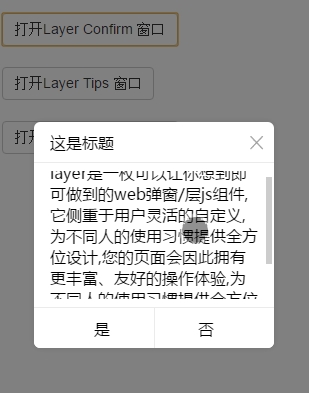 打开Layer Confirm 窗口
打开Layer Tips 窗口
打开
这是标题
layer是一枚可以让你想到即
可做到的web弹窗/层js组件,
它侧重于用户灵活的自定义,
为不同人的使用习惯提供全方
位设计,您的页面会因此拥有
更丰富、友好的操作体验,为
不同人的使用习惯提供全方位
是
否